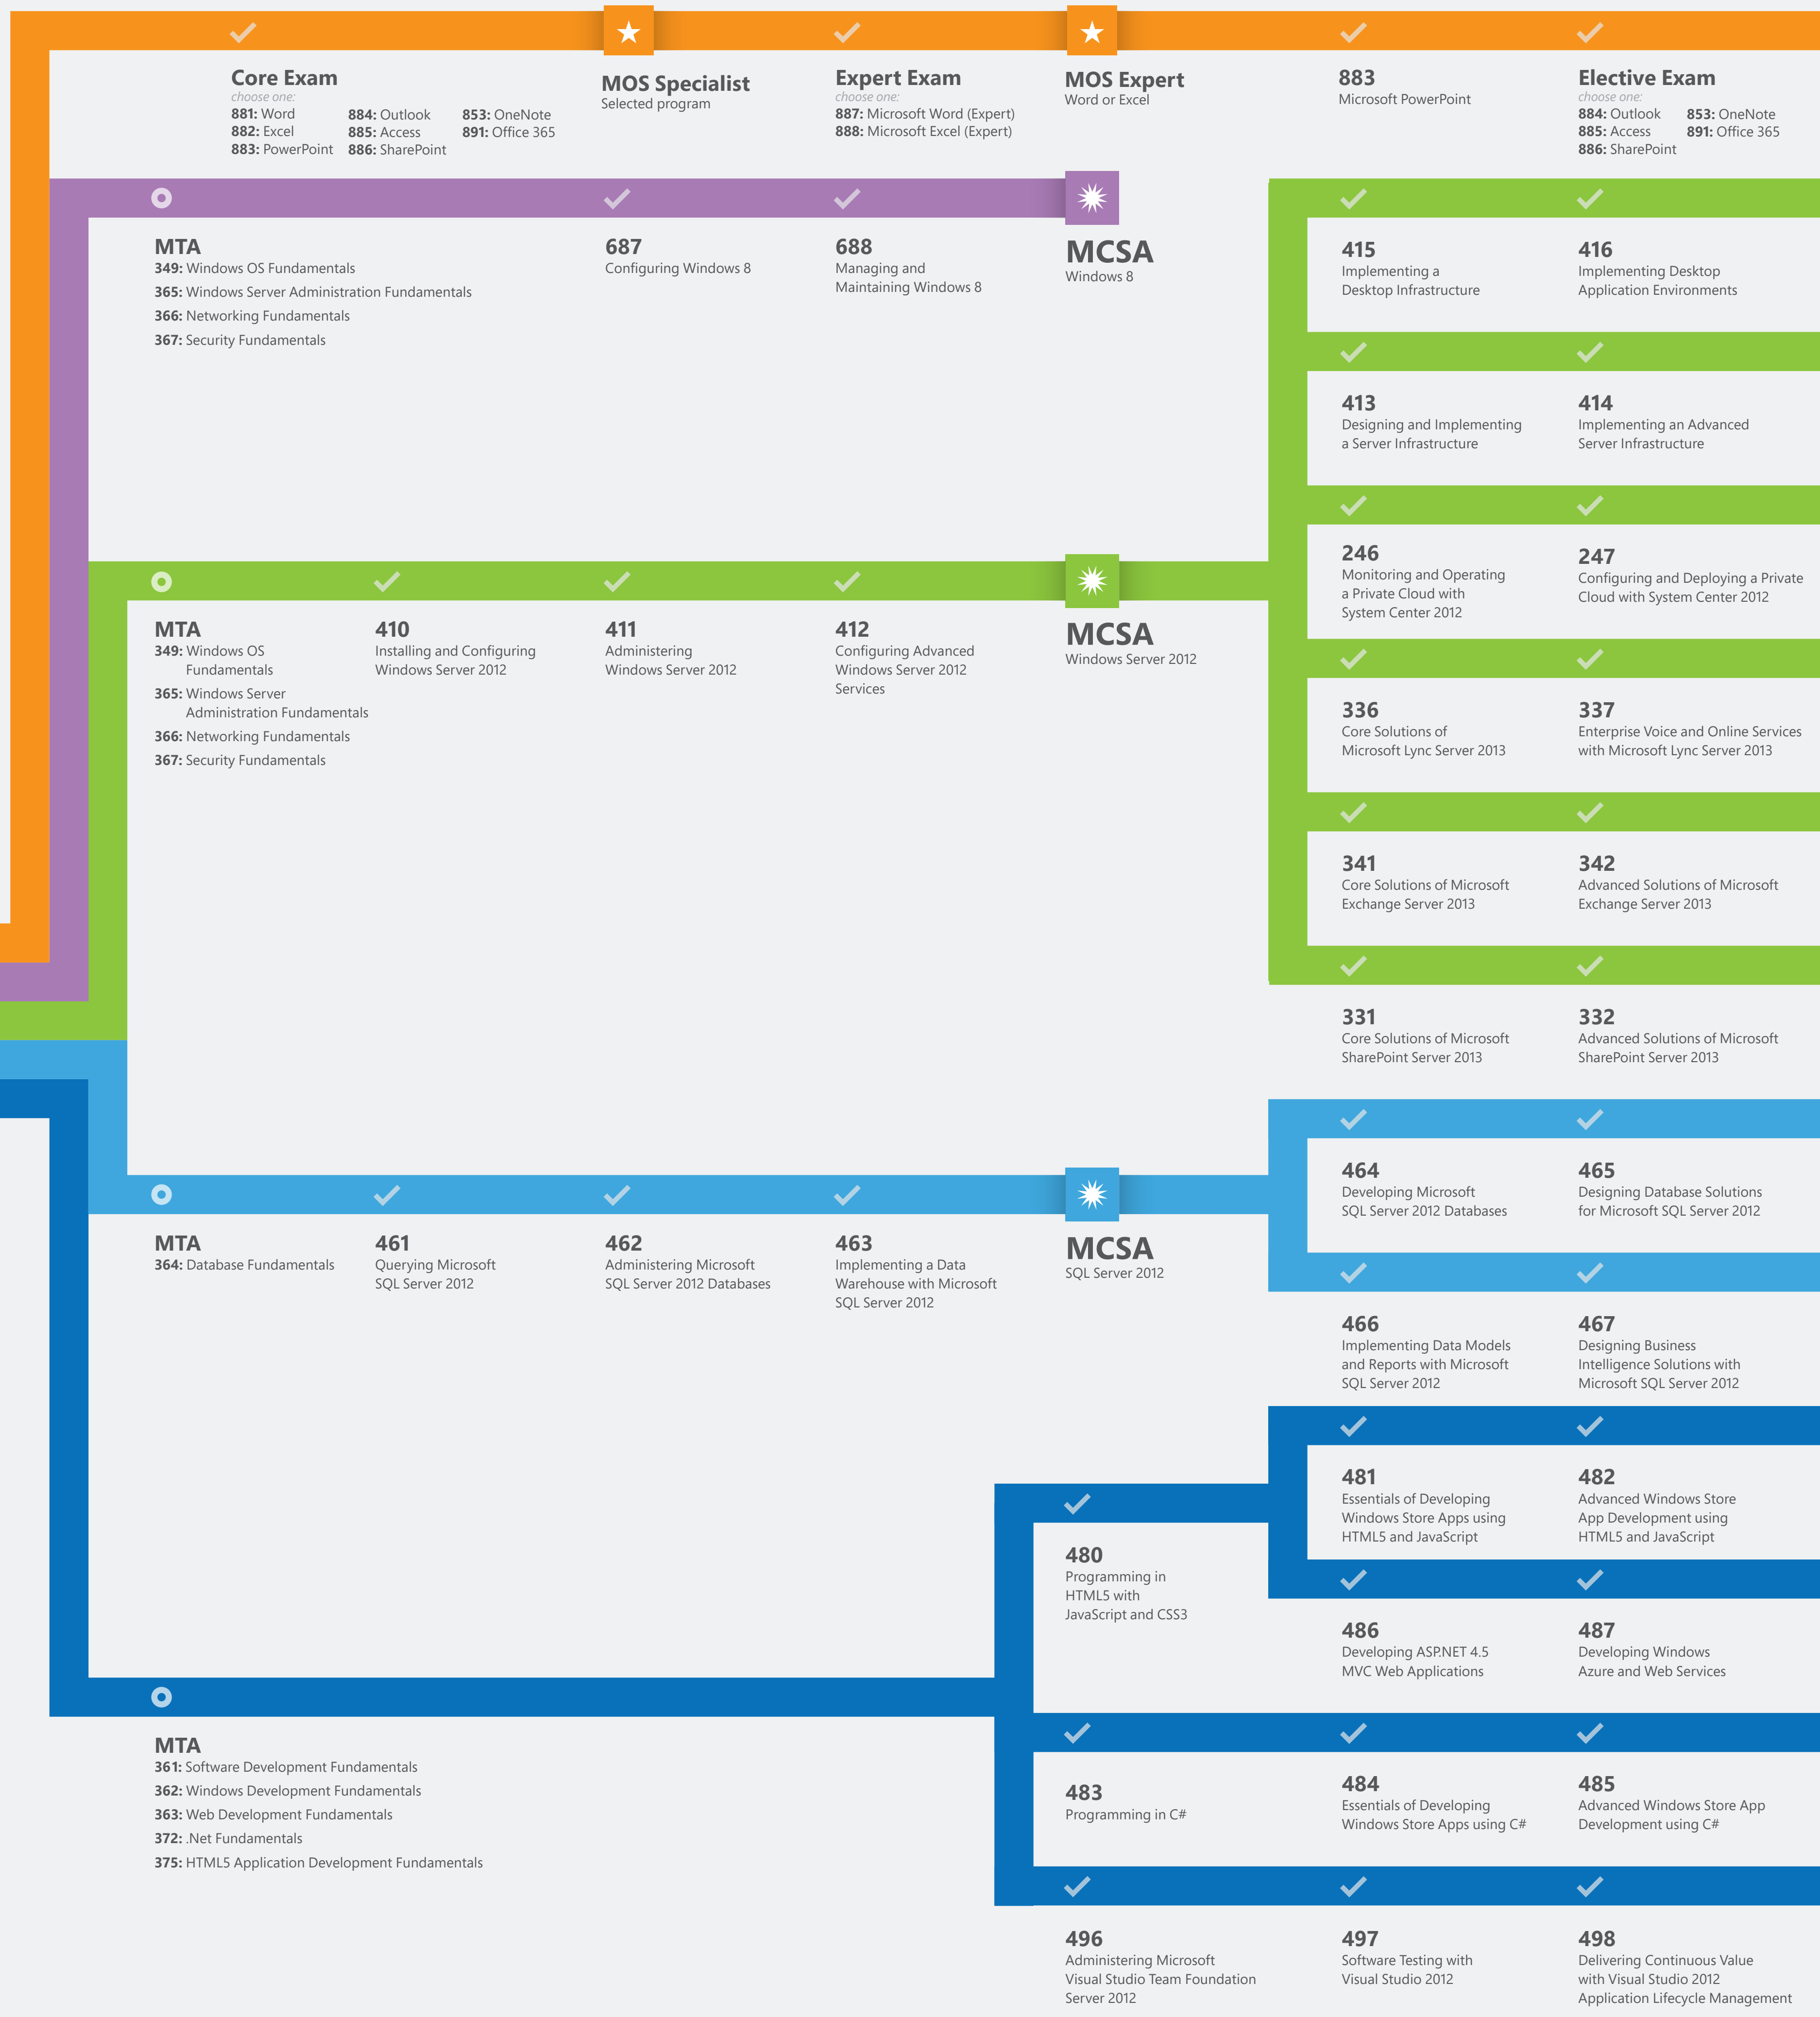 Core Exam
choose one:
881: Word
882: Excel
883: PowerPoint
884: Outlook
885: Access
886: SharePoint
853: OneNote
891: Office 365
MOS Specialist
Selected program
Expert Exam
choose one:
887: Microsoft Word (Expert)
888: Microsoft Excel (Expert)
MOS Expert
Word or Excel
883
Microsoft PowerPoint
Elective Exam
choose one:
884: Outlook
885: Access
886: SharePoint
853: OneNote
891: Office 365
MTA
349: Windows OS Fundamentals
365: Windows Server Administration Fundamentals
366: Networking Fundamentals
367: Security Fundamentals
687
Configuring Windows 8
688
Managing and
Maintaining Windows 8
MCSA
Windows 8
415
Implementing a
Desktop Infrastructure
416
Implementing Desktop
Application Environments
413
Designing and Implementing
a Server Infrastructure
414
Implementing an Advanced
Server Infrastructure
246
Monitoring and Operating
a Private Cloud with
System Center 2012
247
Configuring and Deploying a Private
Cloud with System Center 2012
MTA
349: Windows OS
Fundamentals
365: Windows Server
Administration Fundamentals
366: Networking Fundamentals
367: Security Fundamentals
410
Installing and Configuring
Windows Server 2012
411
Administering
Windows Server 2012
412
Configuring Advanced
Windows Server 2012
Services
MCSA
Windows Server 2012
336
Core Solutions of
Microsoft Lync Server 2013
337
Enterprise Voice and Online Services
with Microsoft Lync Server 2013
341
Core Solutions of Microsoft
Exchange Server 2013
342
Advanced Solutions of Microsoft
Exchange Server 2013
331
Core Solutions of Microsoft
SharePoint Server 2013
332
Advanced Solutions of Microsoft
SharePoint Server 2013
MTA
364: Database Fundamentals
461
Querying Microsoft
SQL Server 2012
462
Administering Microsoft
SQL Server 2012 Databases
463
Implementing a Data
Warehouse with Microsoft
SQL Server 2012
MCSA
SQL Server 2012
464
Developing Microsoft
SQL Server 2012 Databases
465
Designing Database Solutions
for Microsoft SQL Server 2012
466
Implementing Data Models
and Reports with Microsoft
SQL Server 2012
467
Designing Business
Intelligence Solutions with
Microsoft SQL Server 2012
480
Programming in
HTML5 with
JavaScript and CSS3
481
Essentials of Developing
Windows Store Apps using
HTML5 and JavaScript
482
Advanced Windows Store
App Development using
HTML5 and JavaScript
486
Developing ASP.NET 4.5
MVC Web Applications
487
Developing Windows
Azure and Web Services
MTA
361: Software Development Fundamentals
362: Windows Development Fundamentals
363: Web Development Fundamentals
372: .Net Fundamentals
375: HTML5 Application Development Fundamentals
483
Programming in C#
484
Essentials of Developing
Windows Store Apps using C#
485
Advanced Windows Store App
Development using C#
496
Administering Microsoft
Visual Studio Team Foundation
Server 2012
497
Software Testing with
Visual Studio 2012
498
Delivering Continuous Value
with Visual Studio 2012
Application Lifecycle Management